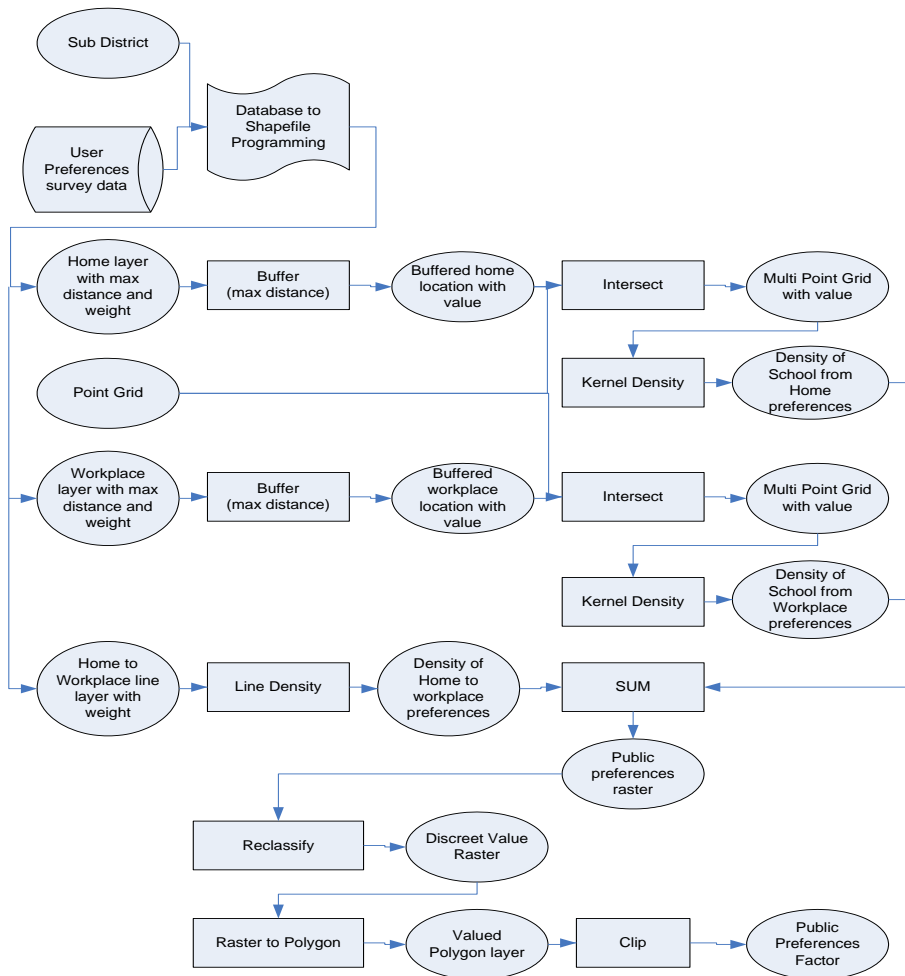 Sub District
Database to
Shapefile
Programming
User
Preferences
survey data
Home layer
with max
distance and
weight
Buffer
(max distance)
Buffered home
location with
value
Intersect
Multi Point Grid
with value
Point Grid
Kernel Density
Density of
School from
Home
preferences
Workplace
layer with max
distance and
weight
Buffer
(max distance)
Buffered
workplace
location with
value
Intersect
Multi Point Grid
with value
Kernel Density
Density of
School from
Workplace
preferences
Home to
Workplace line
layer with
weight
Line Density
Density of
Home to
workplace
preferences
SUM
Public
preferences
raster
Reclassify
Discreet Value
Raster
Raster to Polygon
Valued
Polygon layer
Clip
Public
Preferences
Factor